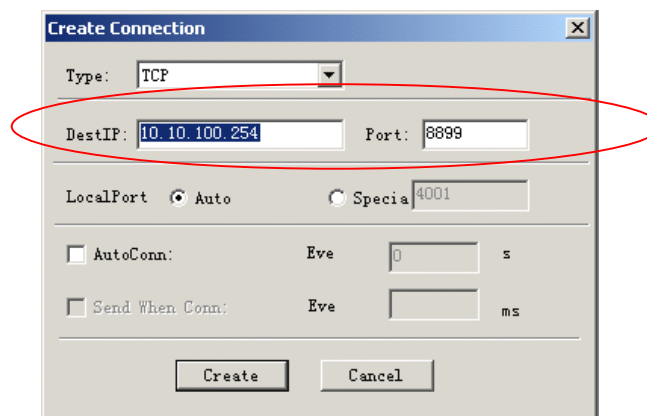 Create Connection
Type: TCP
DestIP: 10.10.100.254 Port: 8899
LocalPort Auto Specia 4001
AutoConn: Eve 0 s
Send When Conn: Eve ms
Create Cancel